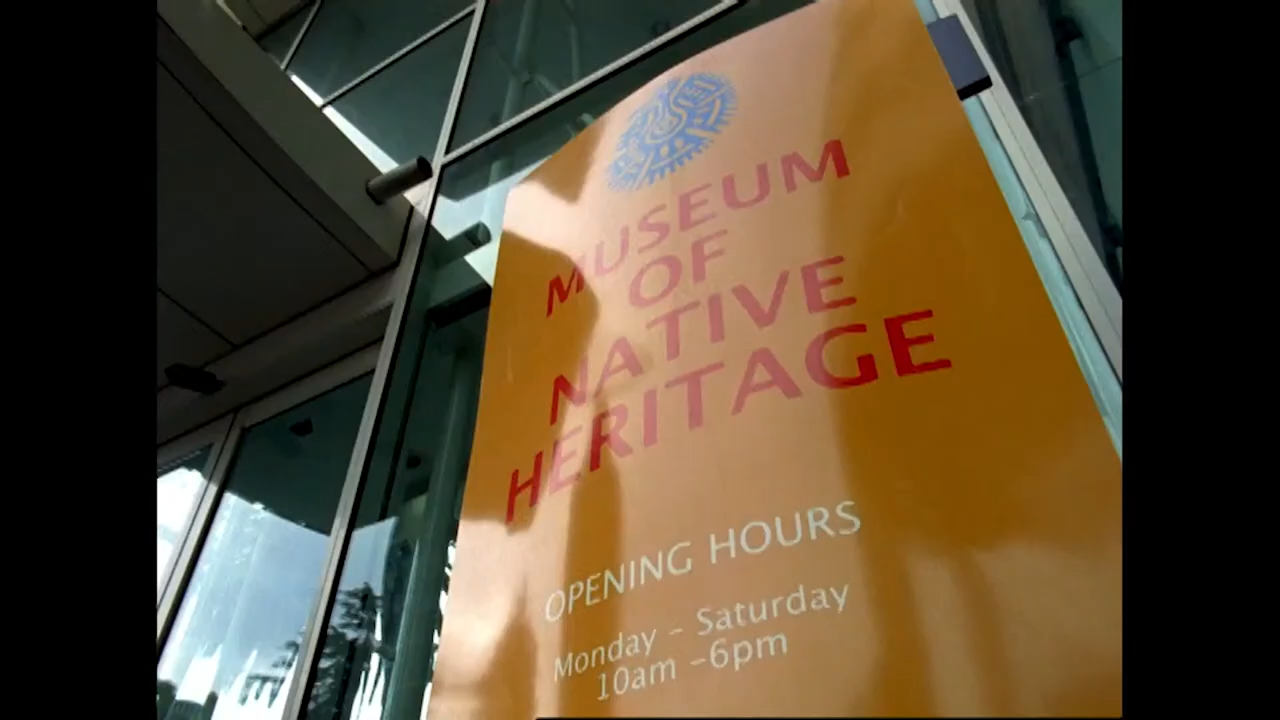 MUSEUM
OF
NATIVE
HERITAGE
OPENING HOURS
Monday - Saturday
10am -6pm